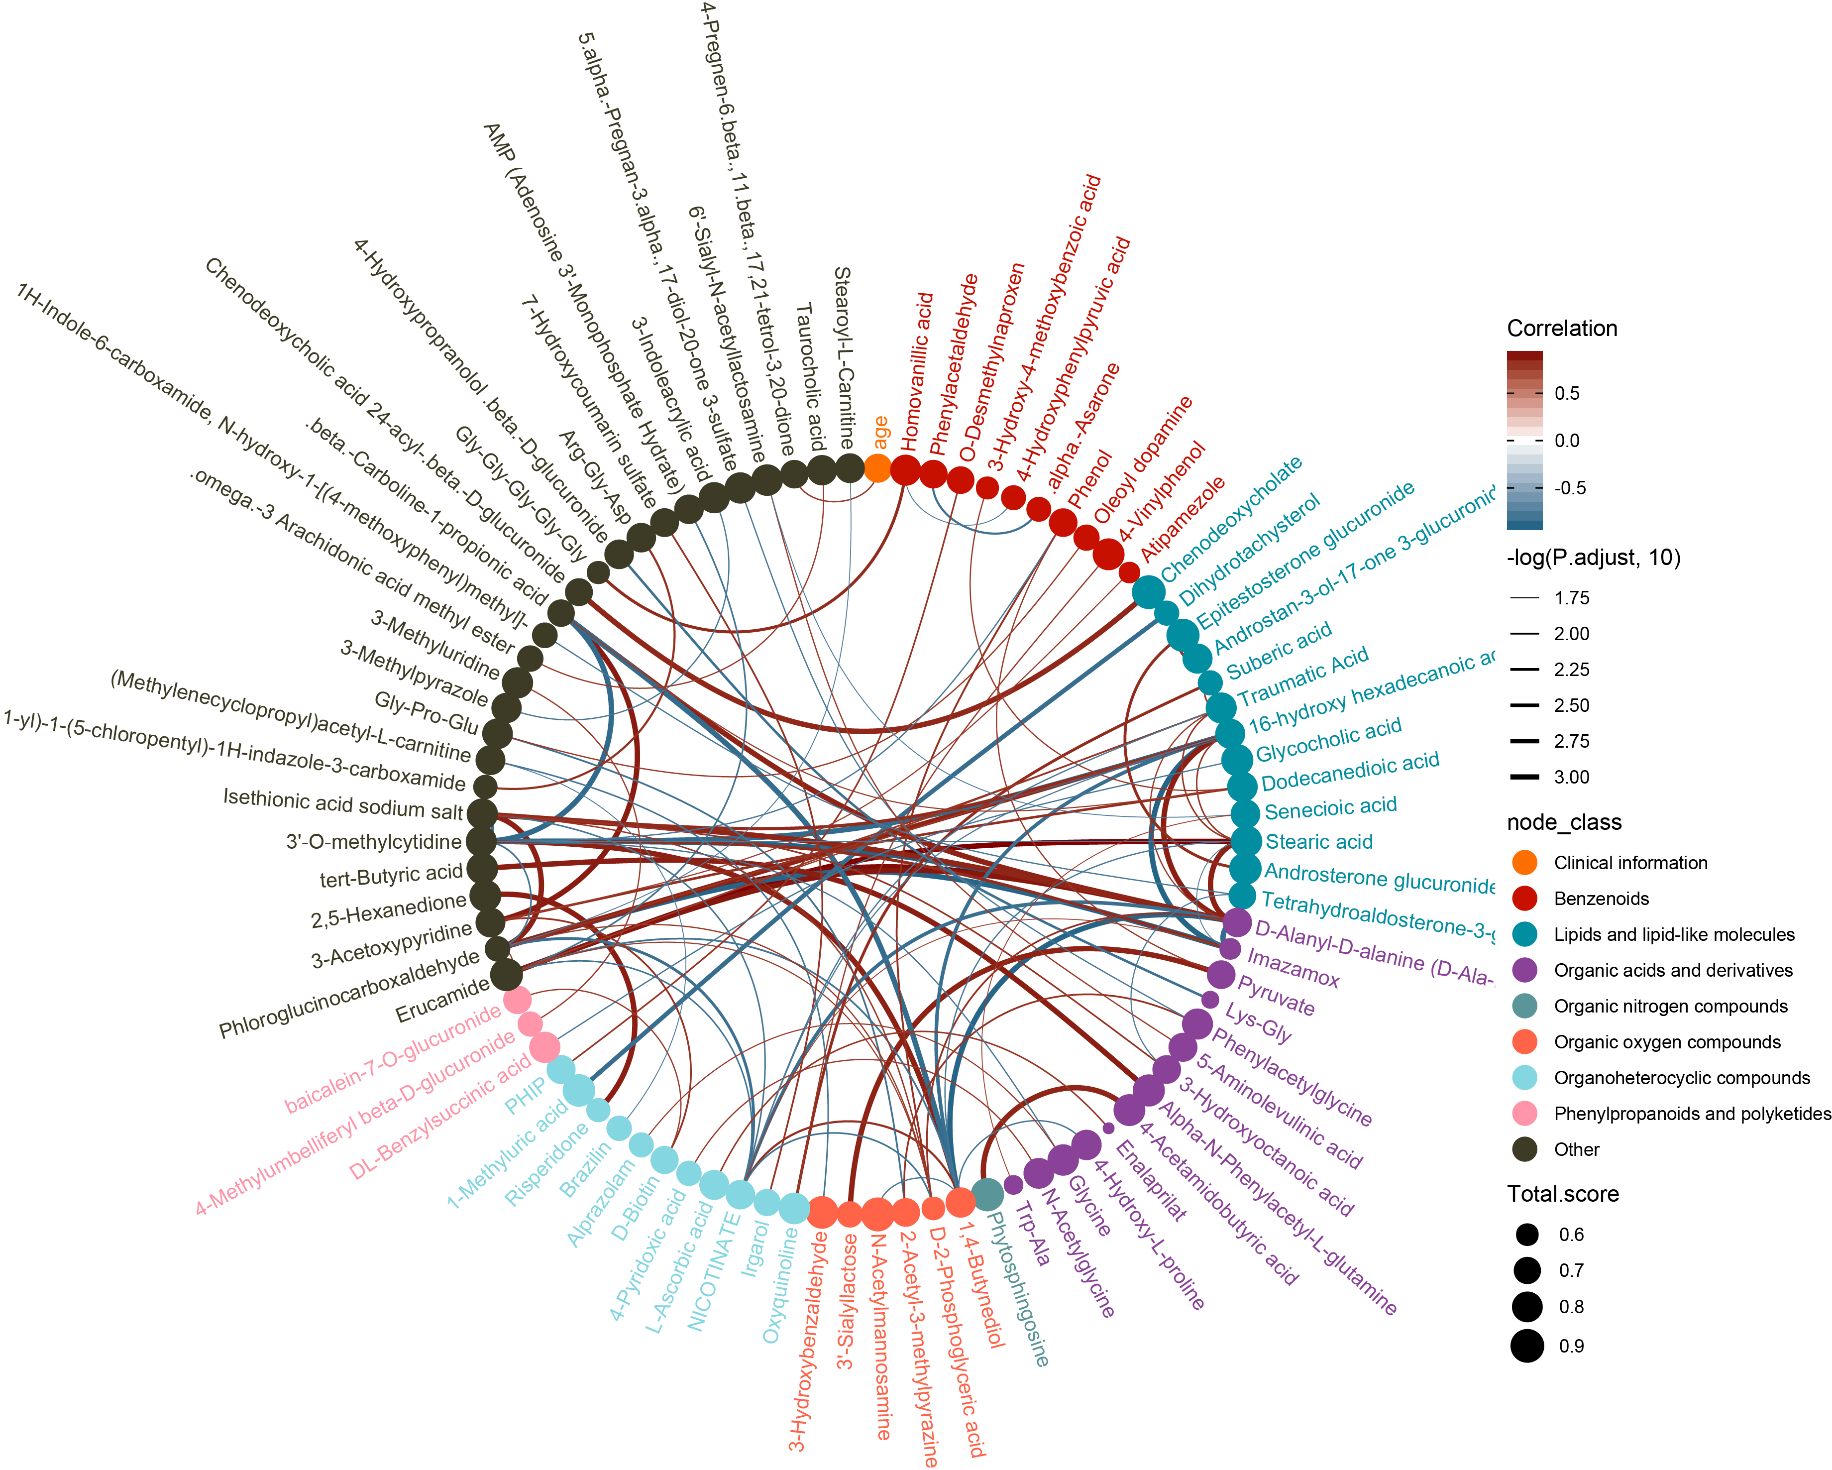 4-Pregnen-6.beta.,11.beta.,17,21-tetrol-3,20-dione
5.alpha.-Pregnan-3.alpha.,17-diol-20-one 3-sulfate
AMP (Adenosine 3'-Monophosphate Hydrate)
6'-Sialyl-N-acetyllactosamine
Taurocholic acid
Stearoyl-L-Carnitine
3-Indoleacrylic acid
7-Hydroxycoumarin sulfate
Arg-Gly-Asp
4-Hydroxypropranolol .beta.-D-glucuronide
Gly-Gly-Gly-Gly
Chenodeoxycholic acid 24-acyl-.beta.-D-glucuronide
.beta.-Carboline-1-propionic acid
1H-Indole-6-carboxamide, N-hydroxy-1-[(4-methoxyphenyl)methyl]-
.omega.-3 Arachidonic acid methyl ester
3-Methyluridine
3-Methylpyrazole
Gly-Pro-Glu
(Methylenecyclopropyl)acetyl-L-carnitine
1-yl)-1-(5-chloropentyl)-1H-indazole-3-carboxamide
Isethionic acid sodium salt
3'-O-methylcytidine
tert-Butyric acid
2,5-Hexanedione
3-Acetoxypyridine
Phloroglucinocarboxaldehyde
Erucamide
baicalein-7-O-glucuronide
4-Methylumbelliferyl beta-D-glucuronide
DL-Benzylsuccinic acid
PHIP
1-Methyluric acid
Risperidone
Brazilin
Alprazolam
D-Biotin
4-Pyridoxic acid
L-Ascorbic acid
NICOTINATE
Irgarol
Oxyquinoline
3-Hydroxybenzaldehyde
3'-Sialyllactose
N-Acetylmannosamine
2-Acetyl-3-methylpyrazine
D-2-Phosphoglyceric acid
1,4-Butynediol
Phytosphingosine
Trp-Ala
N-Acetylglycine
Glycine
4-Hydroxy-L-proline
Enalaprilat
4-Acetamidobutyric acid
Alpha-N-Phenylacetyl-L-glutamine
3-Hydroxyoctanoic acid
5-Aminolevulinic acid
Phenylacetylglycine
Lys-Gly
Pyruvate
Imazamox
D-Alanyl-D-alanine (D-Ala-
Tetrahydroaldosterone-3-g
Androsterone glucuronide
Stearic acid
Senecioic acid
Dodecanedioic acid
Glycocholic acid
16-hydroxy hexadecanoic ac
Traumatic Acid
Suberic acid
Androstan-3-ol-17-one 3-glucuronid
Epitestosterone glucuronide
Dihydrotachysterol
Chenodeoxycholate
Atipamezole
4-Vinylphenol
Oleoyl dopamine
Phenol
.alpha.-Asarone
4-Hydroxyphenylpyruvic acid
3-Hydroxy-4-methoxybenzoic acid
O-Desmethylnaproxen
Phenylacetaldehyde
Homovanillic acid
age
Correlation
0.5
0.0
-0.5
-log(P.adjust, 10)
1.75
2.00
2.25
2.50
2.75
3.00
node_class
Clinical information
Benzenoids
Lipids and lipid-like molecules
Organic acids and derivatives
Organic nitrogen compounds
Organic oxygen compounds
Organoheterocyclic compounds
Phenylpropanoids and polyketides
Other
Total.score
0.6
0.7
0.8
0.9